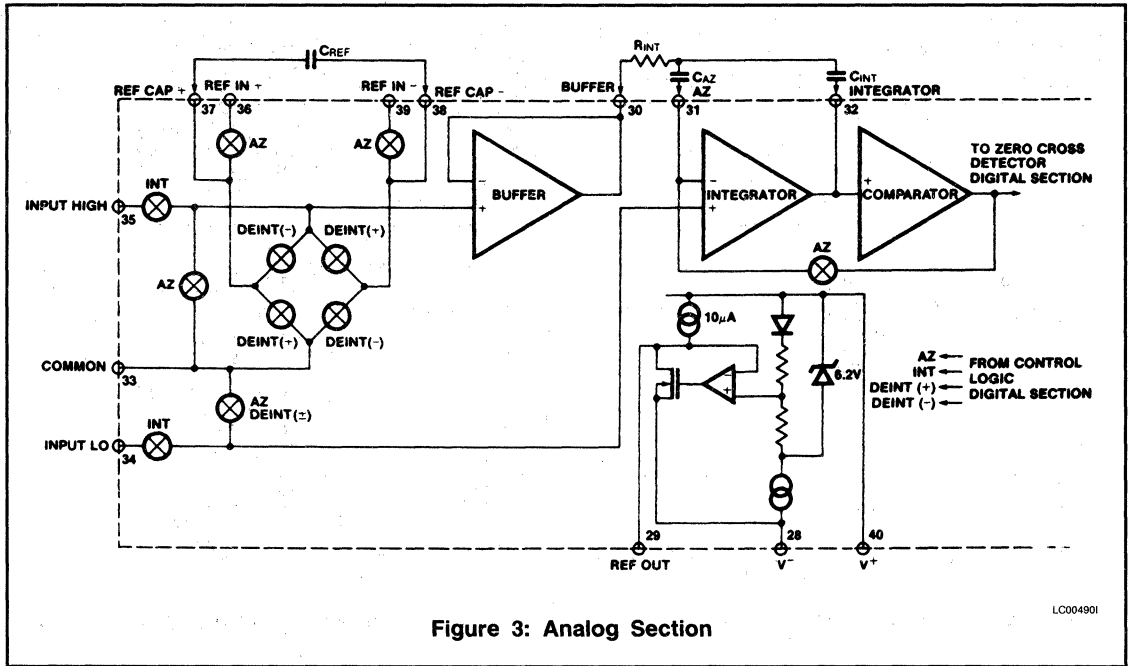 CREF
RINT
REF CAP + REF IN + REF IN - REF CAP - BUFFER CAZ AZ CINT INTEGRATOR
37 36 39 38 30 31 32
AZ AZ
INT
INPUT HIGH
35
BUFFER
- +
INTEGRATOR
- +
COMPARATOR
+
TO ZERO CROSS
DETECTOR
DIGITAL SECTION
DEINT(-) DEINT(+)
AZ
AZ
DEINT(+) DEINT(-)
10μA
6.2V
- +
COMMON
33
AZ
DEINT(±)
INT
INPUT LO
34
AZ
INT
DEINT (+)
DEINT (-)
FROM CONTROL
LOGIC
DIGITAL SECTION
29 28 40
REF OUT V- V+
LC00490I
Figure 3: Analog Section